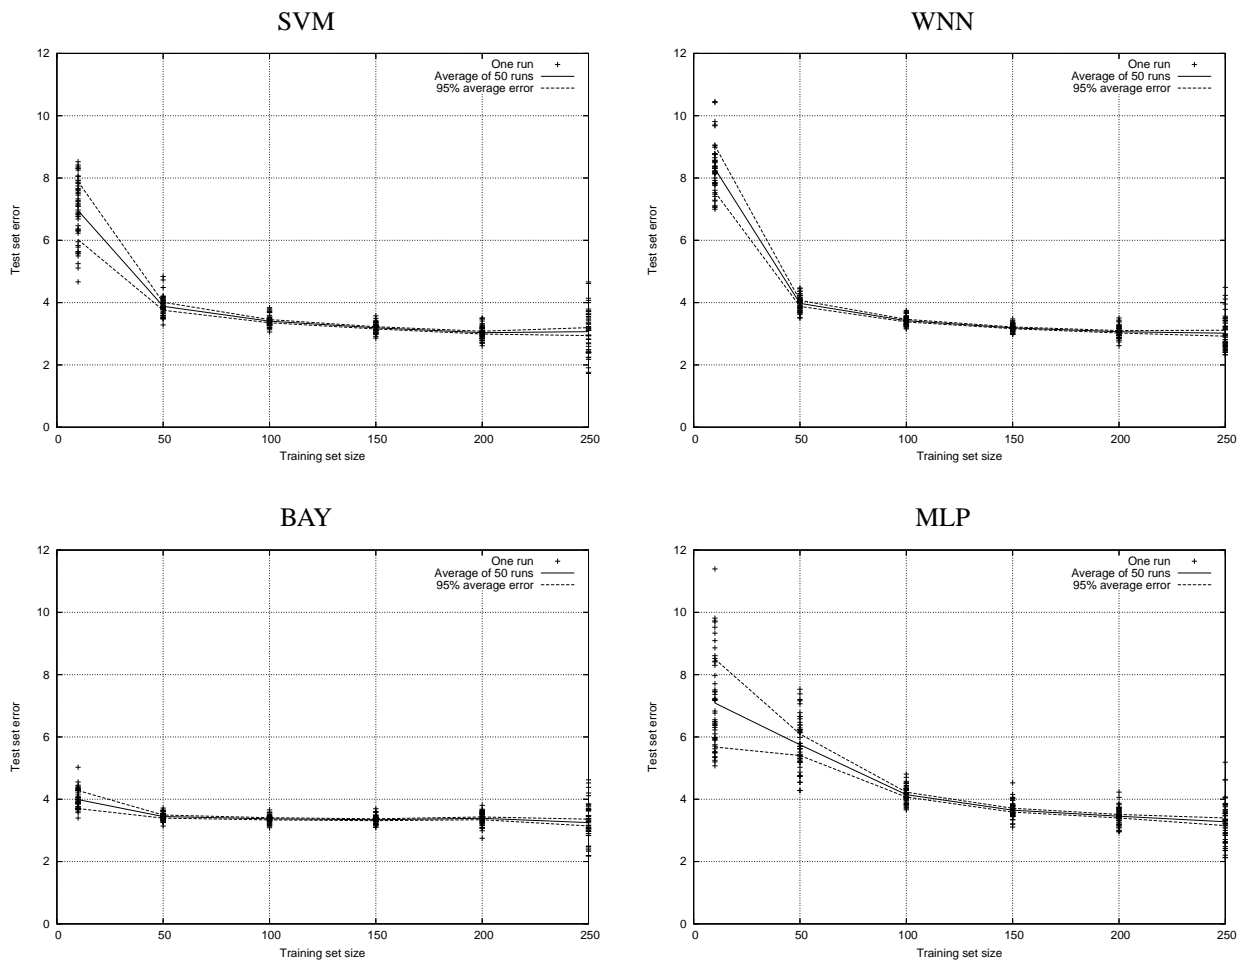 SVM
12
10
8
6
4
2
0
0 50 100 150 200 250
Test set error
Training set size
One run
Average of 50 runs
95% average error
WNN
12
10
8
6
4
2
0
0 50 100 150 200 250
Test set error
Training set size
One run
Average of 50 runs
95% average error
BAY
12
10
8
6
4
2
0
0 50 100 150 200 250
Test set error
Training set size
One run
Average of 50 runs
95% average error
MLP
12
10
8
6
4
2
0
0 50 100 150 200 250
Test set error
Training set size
One run
Average of 50 runs
95% average error